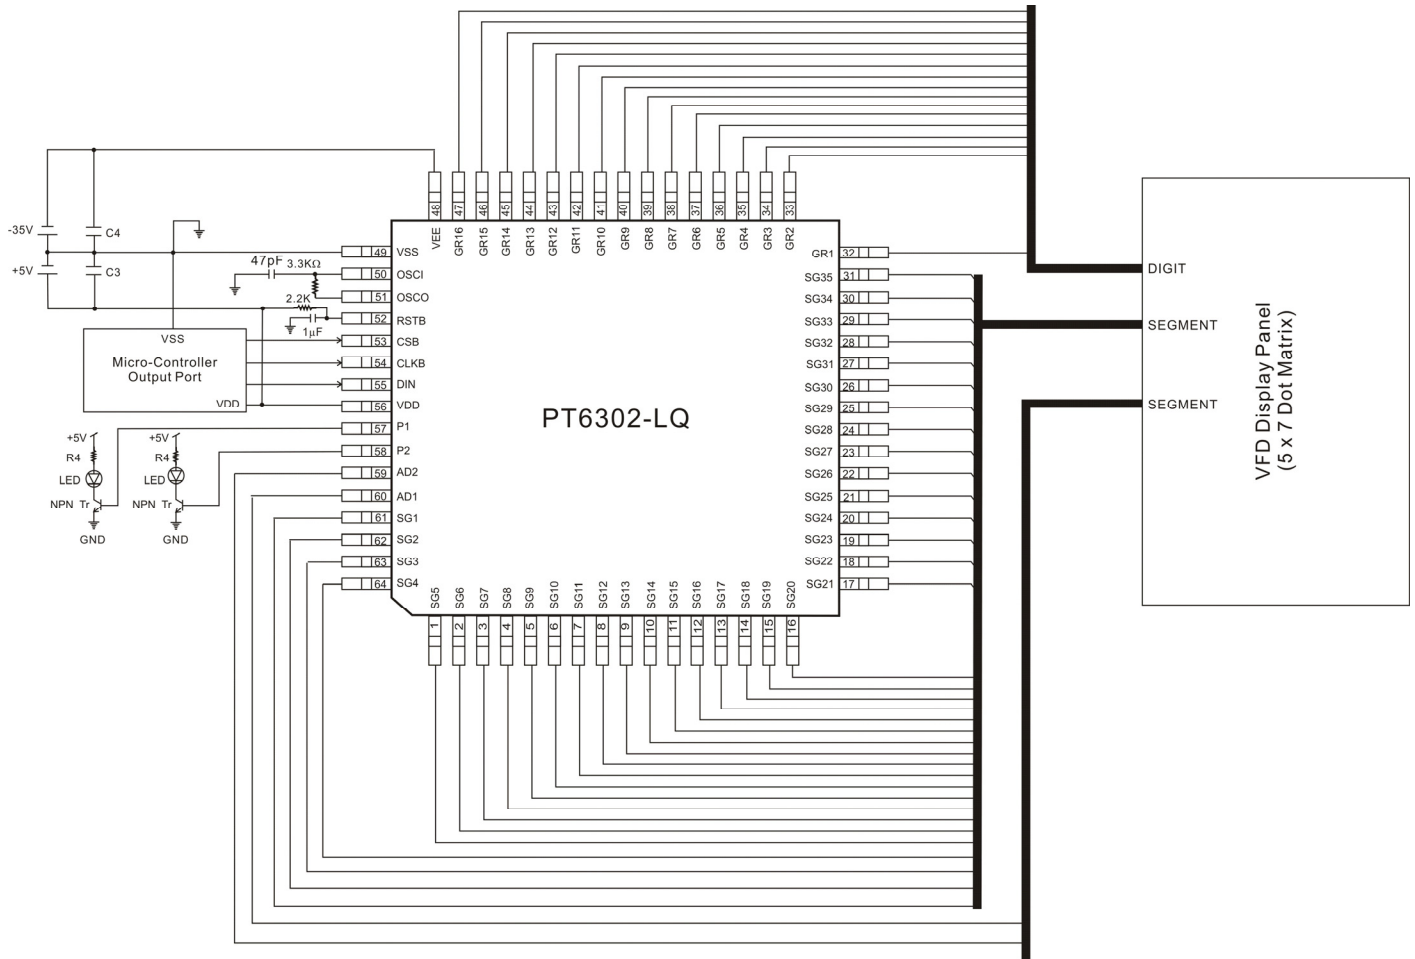 48 47 46 45 44 43 42 41 40 39 38 37 36 35 34 33
VEE GR16 GR15 GR14 GR13 GR12 GR11 GR10 GR9 GR8 GR7 GR6 GR5 GR4 GR3 GR2
-35V
C4
+5V
C3
47pF
3.3KΩ
2.2K
1μF
VSS
Micro-Controller
Output Port
VDD
49 VSS
50 OSCI
51 OSCO
52 RSTB
53 CSB
54 CLKB
55 DIN
56 VDD
57 P1
58 P2
59 AD2
60 AD1
61 SG1
62 SG2
63 SG3
64 SG4
+5V
R4
LED
NPN Tr
GND
+5V
R4
LED
NPN Tr
GND
PT6302-LQ
GR1 32
SG35 31
SG34 30
SG33 29
SG32 28
SG31 27
SG30 26
SG29 25
SG28 24
SG27 23
SG26 22
SG25 21
SG24 20
SG23 19
SG22 18
SG21 17
SG5 SG6 SG7 SG8 SG9 SG10 SG11 SG12 SG13 SG14 SG15 SG16 SG17 SG18 SG19 SG20
1 2 3 4 5 6 7 8 9 10 11 12 13 14 15 16
DIGIT
SEGMENT
SEGMENT
VFD Display Panel
(5 x 7 Dot Matrix)